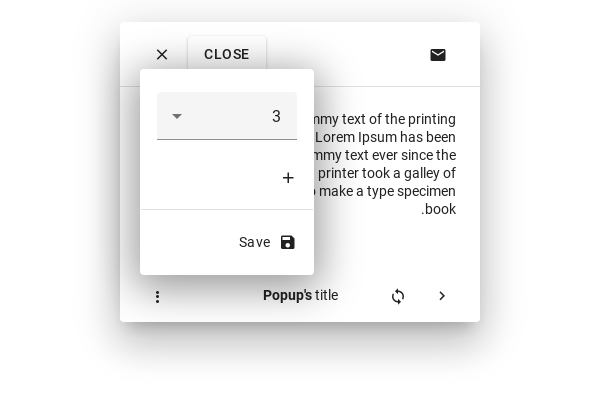 CLOSE
3
mmy text of the printing
Lorem Ipsum has been
mmy text ever since the
printer took a galley of
make a type specimen
.book
Save
Popup's title